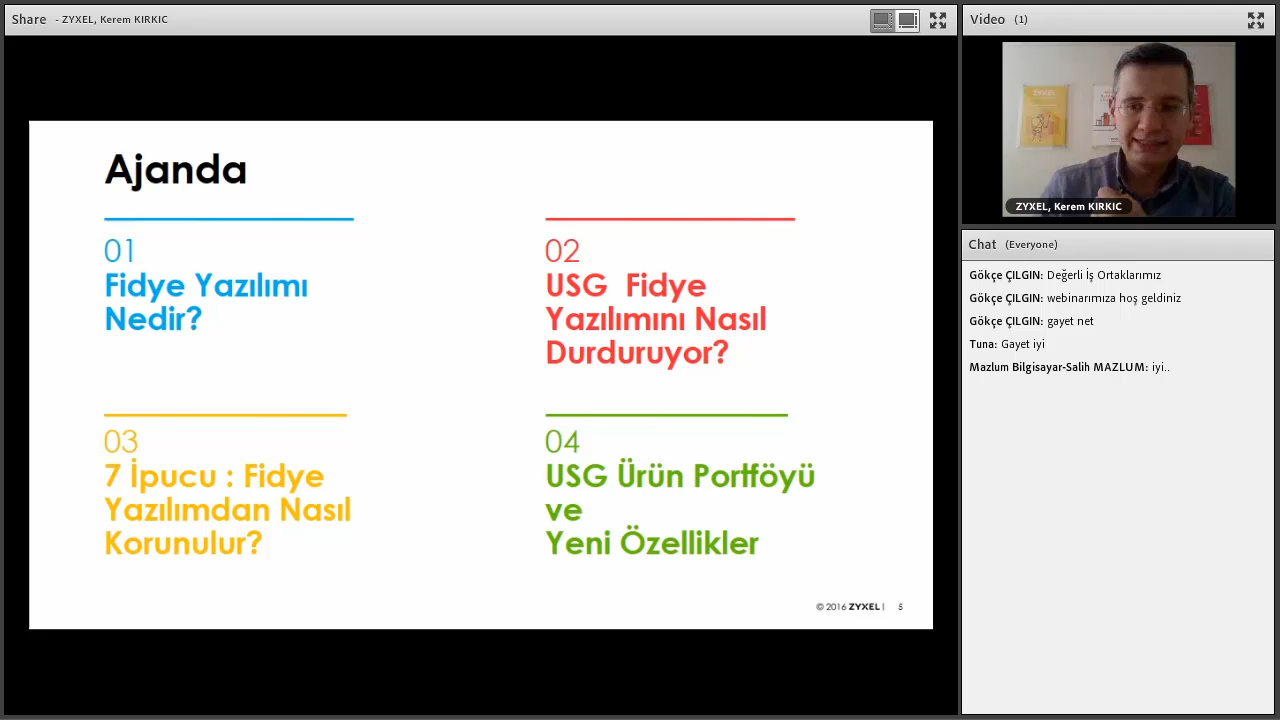 Share - ZYXEL, Kerem KIRKIC
Ajanda
01
Fidye Yazılımı
Nedir?
02
USG Fidye
Yazılımını Nasıl
Durduruyor?
03
7 İpucu : Fidye
Yazılımdan Nasıl
Korunulur?
04
USG Ürün Portföyü
ve
Yeni Özellikler
© 2016 ZYXEL | 5
Video (1)
ZYXEL
ZYXEL, Kerem KIRKIC
Chat (Everyone)
Gökçe ÇILGIN: Değerli İş Ortaklarımız
Gökçe ÇILGIN: webinarımıza hoş geldiniz
Gökçe ÇILGIN: gayet net
Tuna: Gayet iyi
Mazlum Bilgisayar-Salih MAZLUM: iyi..